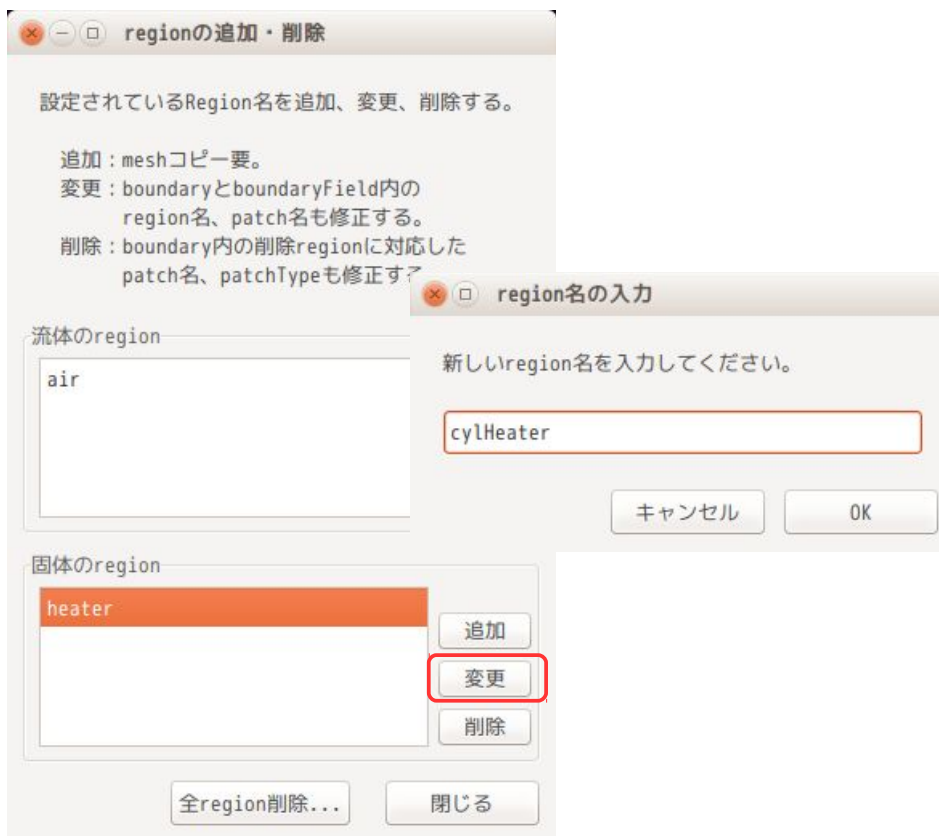 regionの追加・削除
設定されているRegion名を追加、変更、削除する。
追加：meshコピー要。
変更：boundaryとboundaryField内の
region名、patch名も修正する。
削除：boundary内の削除regionに対応した
patch名、patchTypeも修正する
流体のregion
air
region名の入力
新しいregion名を入力してください。
cylHeater
キャンセル
OK
固体のregion
heater
追加
変更
削除
全region削除...
閉じる